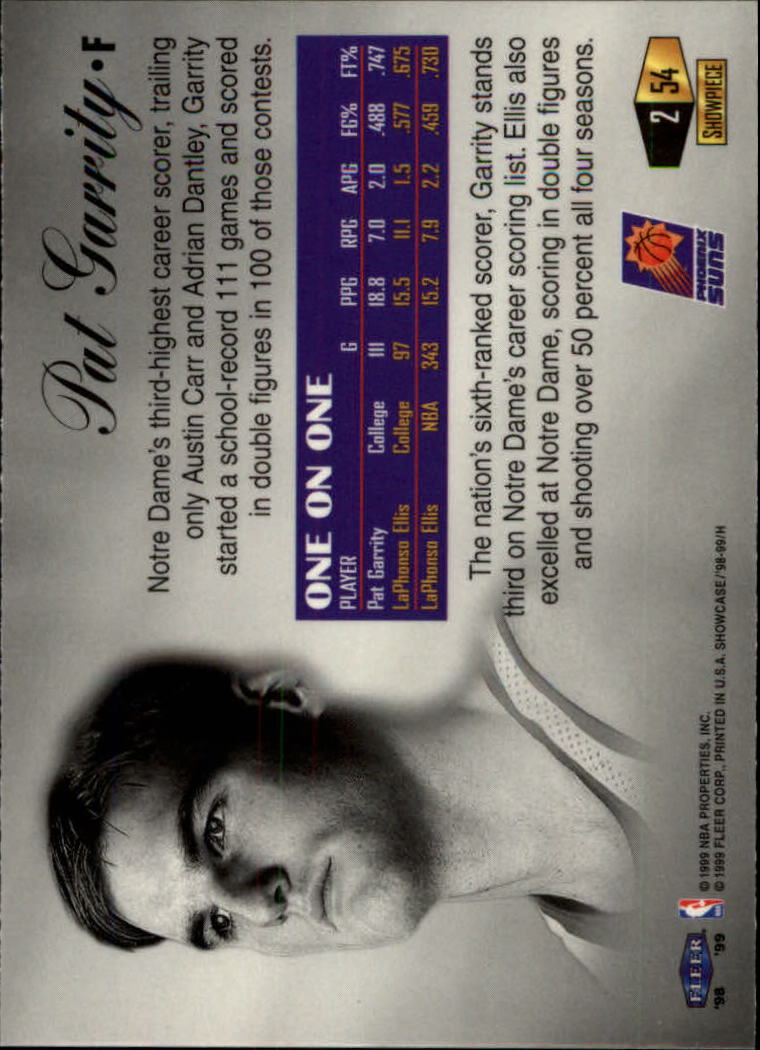 Pat Garrity • F
Notre Dame's third-highest career scorer, trailing
only Austin Carr and Adrian Dantley, Garrity
started a school-record 111 games and scored
in double figures in 100 of those contests.
ONE ON ONE
PLAYER G PPG RPG APG FG% FT%
Pat Garrity College 111 18.8 7.0 2.0 .488 .747
LaPhonso Ellis College 97 15.5 11.1 1.5 .577 .675
LaPhonso Ellis NBA 343 15.2 7.9 2.2 .459 .730
The nation's sixth-ranked scorer, Garrity stands
third on Notre Dame's career scoring list. Ellis also
excelled at Notre Dame, scoring in double figures
and shooting over 50 percent all four seasons.
2 54
SHOWPIECE
PHOENIX
SUNS
FLEER
'98 '99
© 1999 NBA PROPERTIES, INC.
© 1999 FLEER CORP., PRINTED IN U.S.A. SHOWCASE/'98-99/H